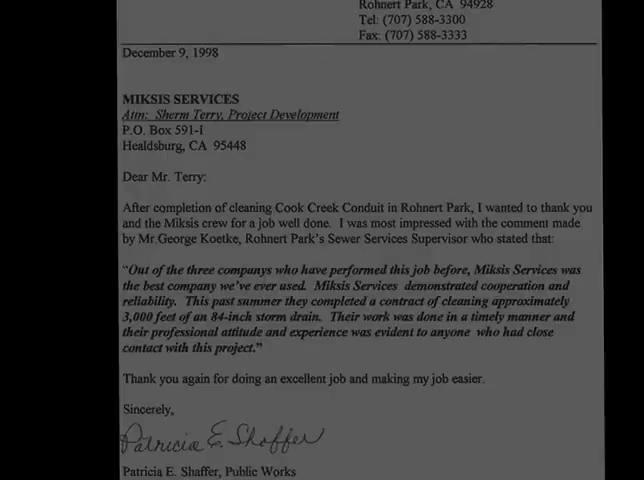 Rohnert Park, CA 94928
Tel: (707) 588-3300
Fax: (707) 588-3333
December 9, 1998
MIKSIS SERVICES
Attn: Sherm Terry, Project Development
P.O. Box 591-I
Healdsburg, CA 95448
Dear Mr. Terry:
After completion of cleaning Cook Creek Conduit in Rohnert Park, I wanted to thank you
and the Miksis crew for a job well done. I was most impressed with the comment made
by Mr.George Koetke, Rohnert Park's Sewer Services Supervisor who stated that:
"Out of the three companys who have performed this job before, Miksis Services was
the best company we've ever used. Miksis Services demonstrated cooperation and
reliability. This past summer they completed a contract of cleaning approximately
3,000 feet of an 84-inch storm drain. Their work was done in a timely manner and
their professional attitude and experience was evident to anyone who had close
contact with this project."
Thank you again for doing an excellent job and making my job easier.
Sincerely,
Patricia E. Shaffer
Patricia E. Shaffer, Public Works